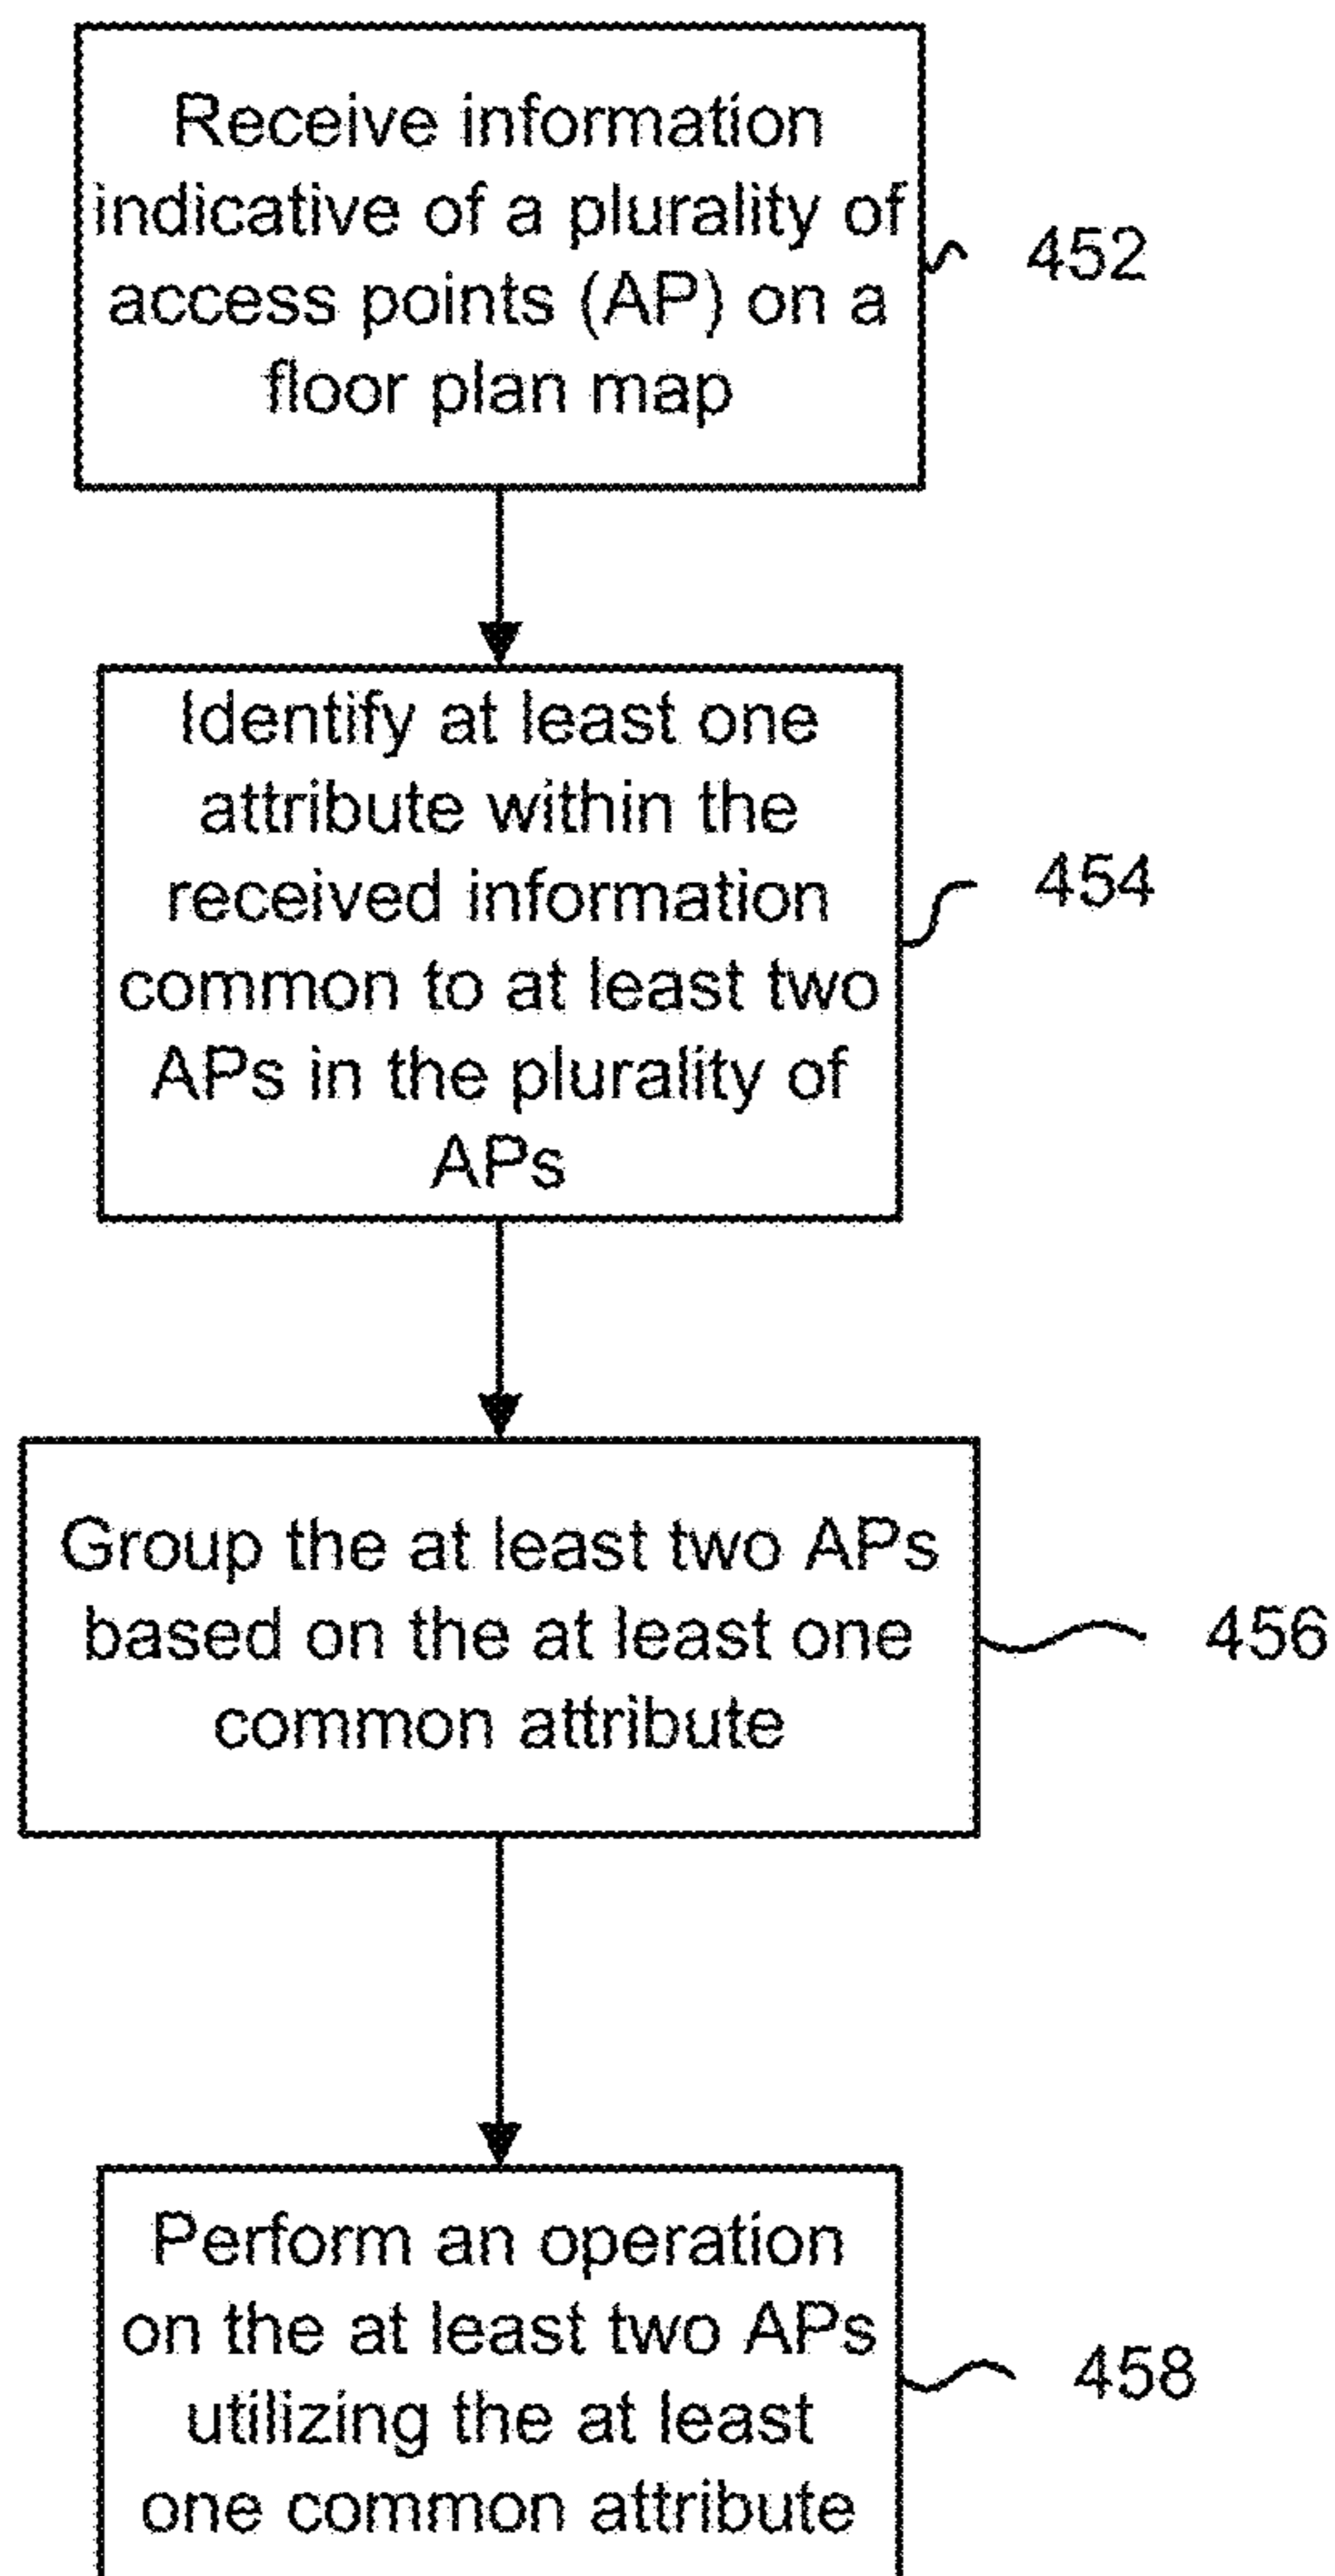 Receive information
indicative of a plurality of
access points (AP) on a
floor plan map
452
Identify at least one
attribute within the
received information
common to at least two
APs in the plurality of
APs
454
Group the at least two APs
based on the at least one
common attribute
456
Perform an operation
on the at least two APs
utilizing the at least
one common attribute
458